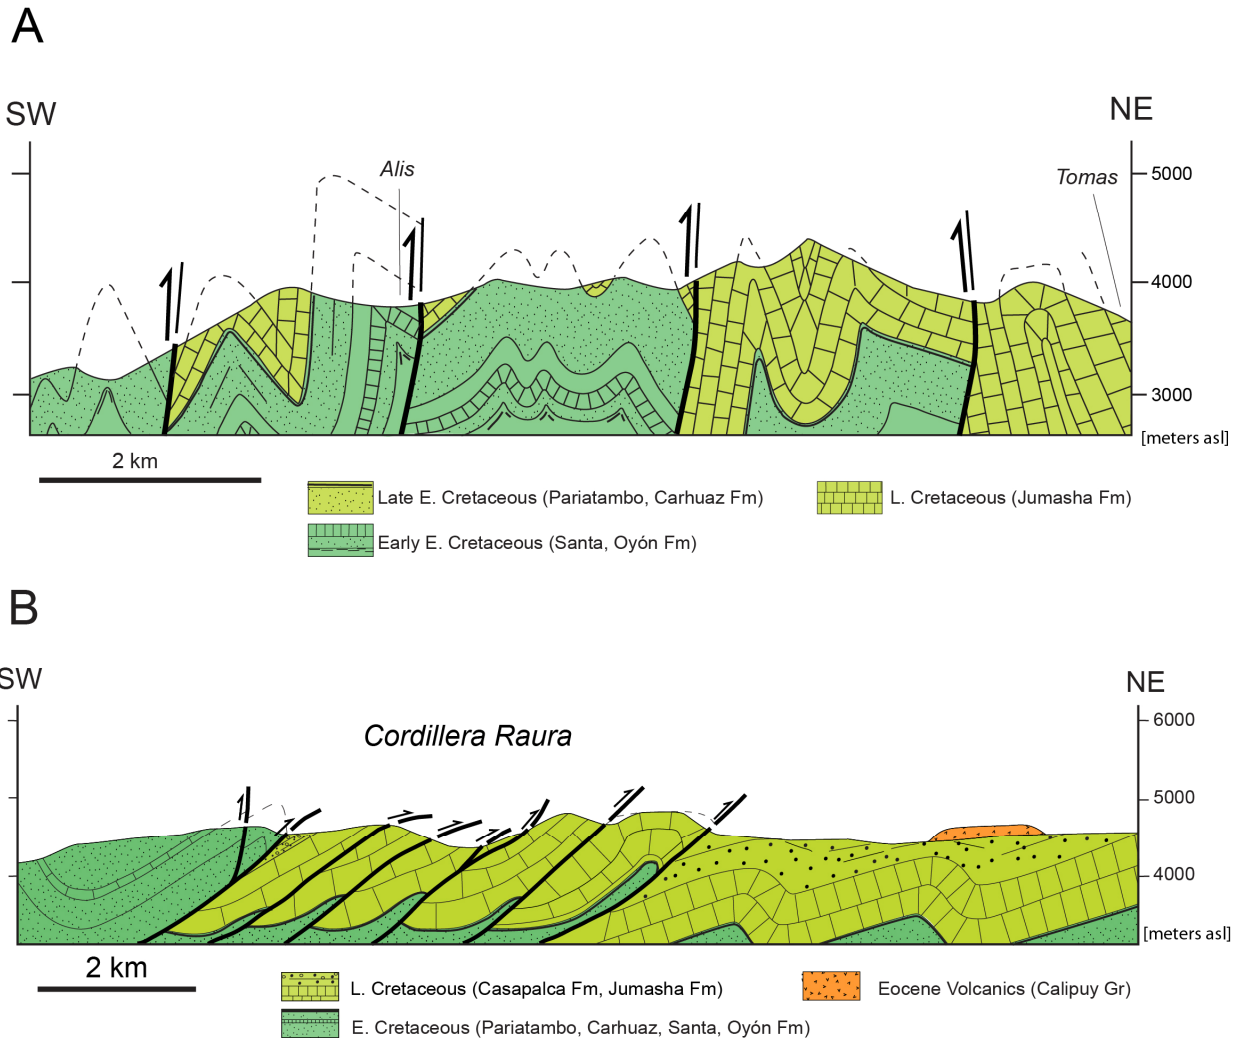 A
SW
NE
Alis
Tomas
5000
4000
3000
[meters asl]
2 km
Late E. Cretaceous (Pariatambo, Carhuaz Fm)
L. Cretaceous (Jumasha Fm)
Early E. Cretaceous (Santa, Oyón Fm)
B
SW
NE
Cordillera Raura
6000
5000
4000
[meters asl]
2 km
L. Cretaceous (Casapalca Fm, Jumasha Fm)
Eocene Volcanics (Calipuy Gr)
E. Cretaceous (Pariatambo, Carhuaz, Santa, Oyón Fm)